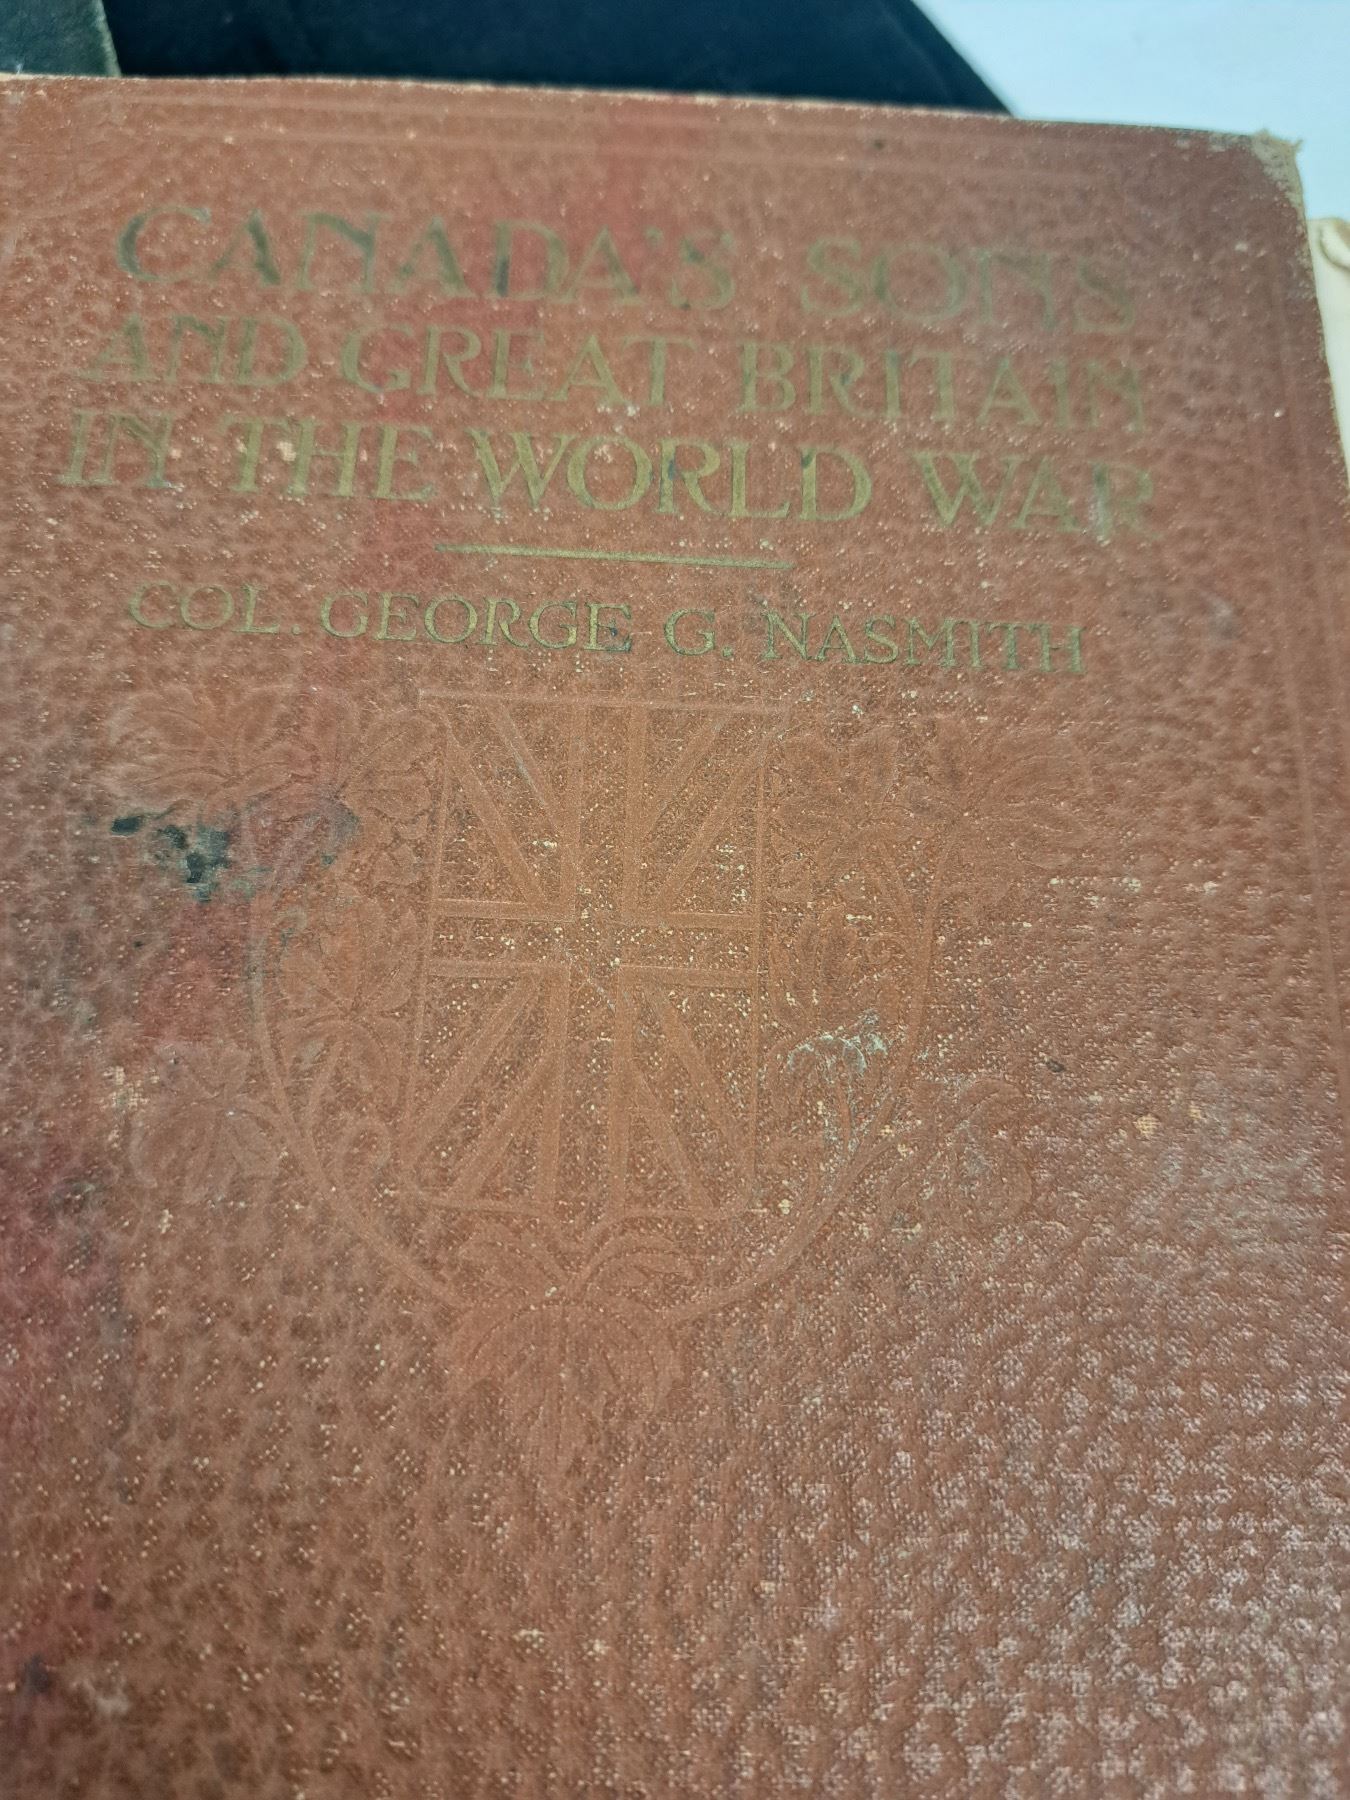 CANADA'S SONS
AND GREAT BRITAIN
IN THE WORLD WAR
COL. GEORGE G. NASMITH